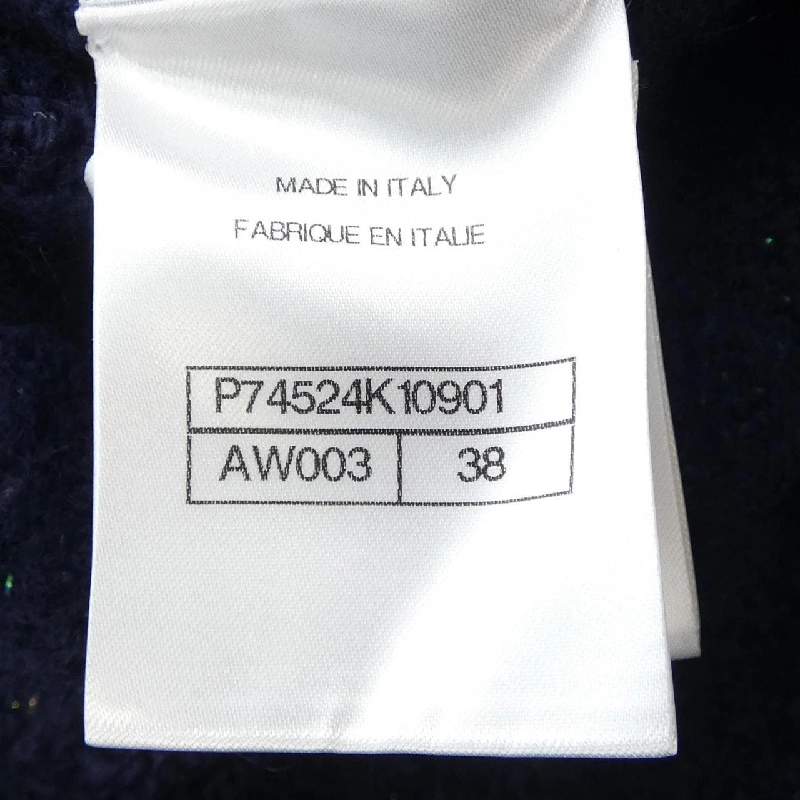 MADE IN ITALY
FABRIQUE EN ITALIE
P74524K10901
AW003 38